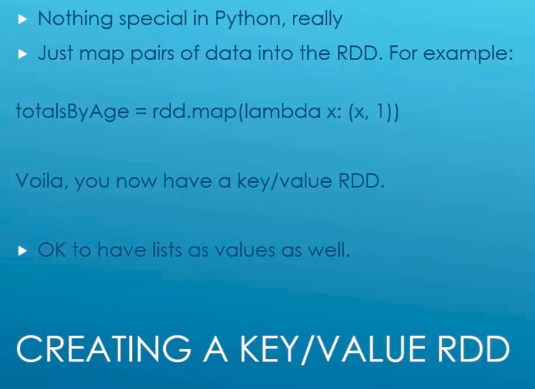 ▶ Nothing special in Python, really
▶ Just map pairs of data into the RDD. For example:
totalsByAge = rdd.map(lambda x: (x, 1))
Voila, you now have a key/value RDD.
▶ OK to have lists as values as well.
CREATING A KEY/VALUE RDD